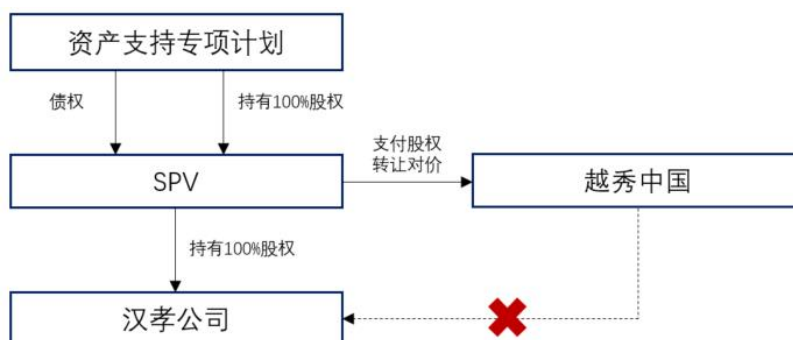 资产支持专项计划
债权
持有100%股权
支付股权
转让对价
SPV
越秀中国
持有100%股权
汉孝公司